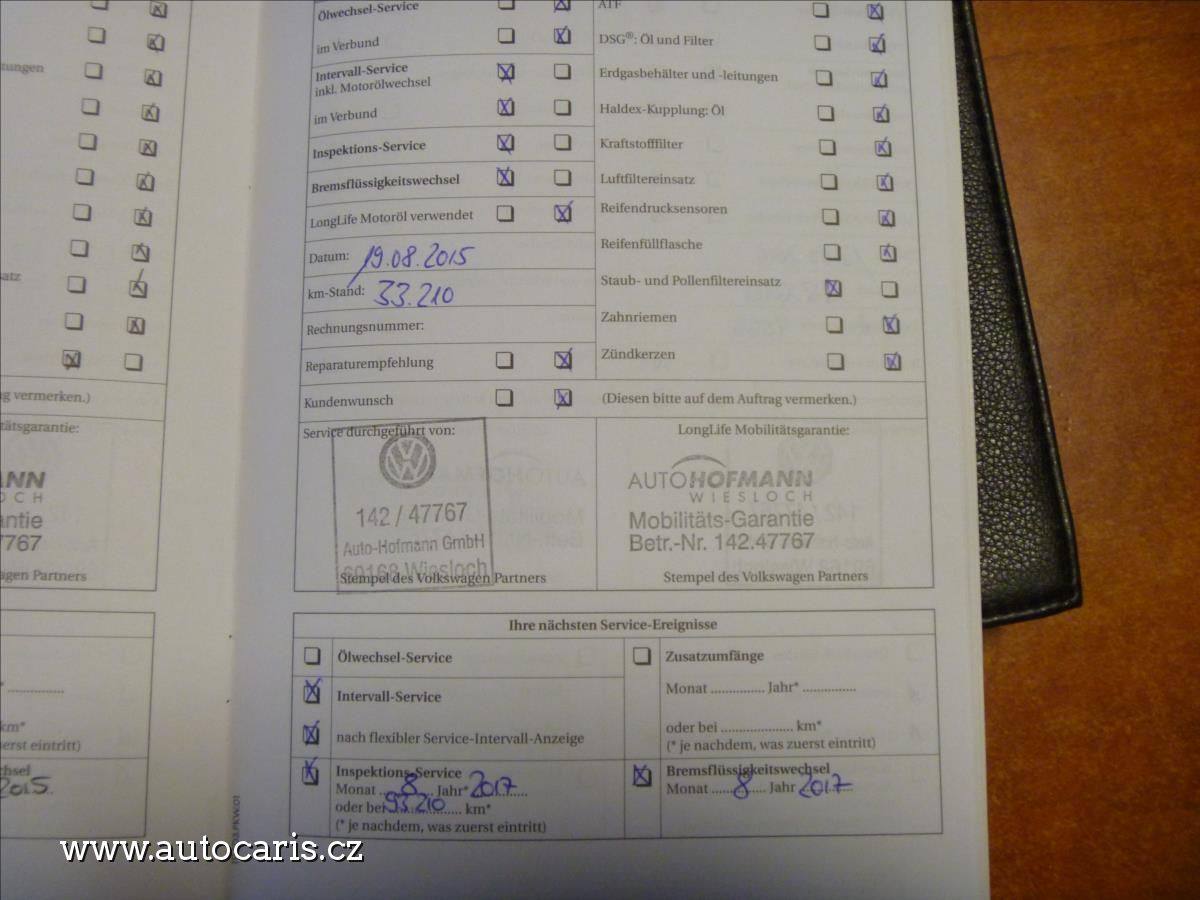 Ölwechsel-Service
im Verbund
Intervall-Service
inkl. Motorölwechsel
im Verbund
Inspektions-Service
Bremsflüssigkeitswechsel
LongLife Motoröl verwendet
Datum: 19.08.2015
km-Stand: 33.210
Rechnungsnummer:
Reparaturempfehlung
Kundenwunsch
ATF
DSG®: Öl und Filter
Erdgasbehälter und -leitungen
Haldex-Kupplung: Öl
Kraftstofffilter
Luftfiltereinsatz
Reifendrucksensoren
Reifenfüllflasche
Staub- und Pollenfiltereinsatz
Zahnriemen
Zündkerzen
(Diesen bitte auf dem Auftrag vermerken.)
Service durchgeführt von:
142 / 47767
Auto-Hofmann GmbH
69168 Wiesloch
Stempel des Volkswagen Partners
LongLife Mobilitätsgarantie:
AUTOHOFMANN
WIESLOCH
Mobilitäts-Garantie
Betr.-Nr. 142.47767
Stempel des Volkswagen Partners
Ihre nächsten Service-Ereignisse
Ölwechsel-Service
Intervall-Service
nach flexibler Service-Intervall-Anzeige
Inspektions-Service
Monat 8 Jahr* 2017
oder bei 93210 km*
(* je nachdem, was zuerst eintritt)
Zusatzumfänge
Monat ............... Jahr* ...............
oder bei .................... km*
(* je nachdem, was zuerst eintritt)
Bremsflüssigkeitswechsel
Monat 8 Jahr 2017
www.autocaris.cz